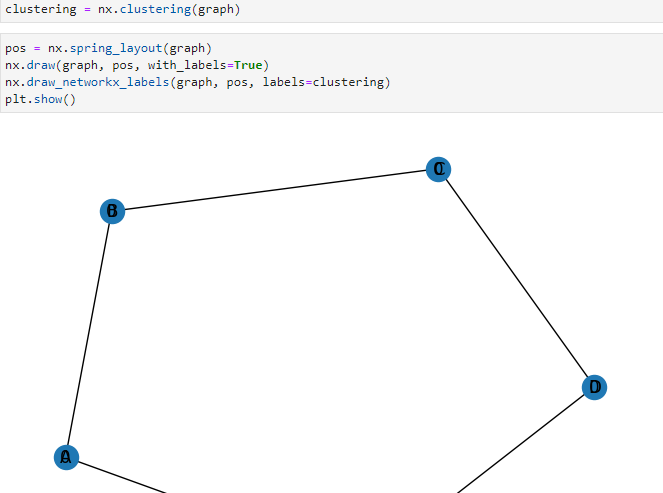 clustering = nx.clustering(graph)
pos = nx.spring_layout(graph)
nx.draw(graph, pos, with_labels=True)
nx.draw_networkx_labels(graph, pos, labels=clustering)
plt.show()
C
B
D
A